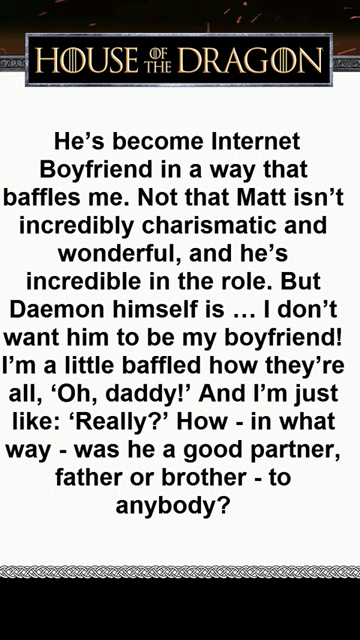 HOUSE OF THE DRAGON
He’s become Internet
Boyfriend in a way that
baffles me. Not that Matt isn’t
incredibly charismatic and
wonderful, and he’s
incredible in the role. But
Daemon himself is … I don’t
want him to be my boyfriend!
I’m a little baffled how they’re
all, ‘Oh, daddy!’ And I’m just
like: ‘Really?’ How - in what
way - was he a good partner,
father or brother - to
anybody?